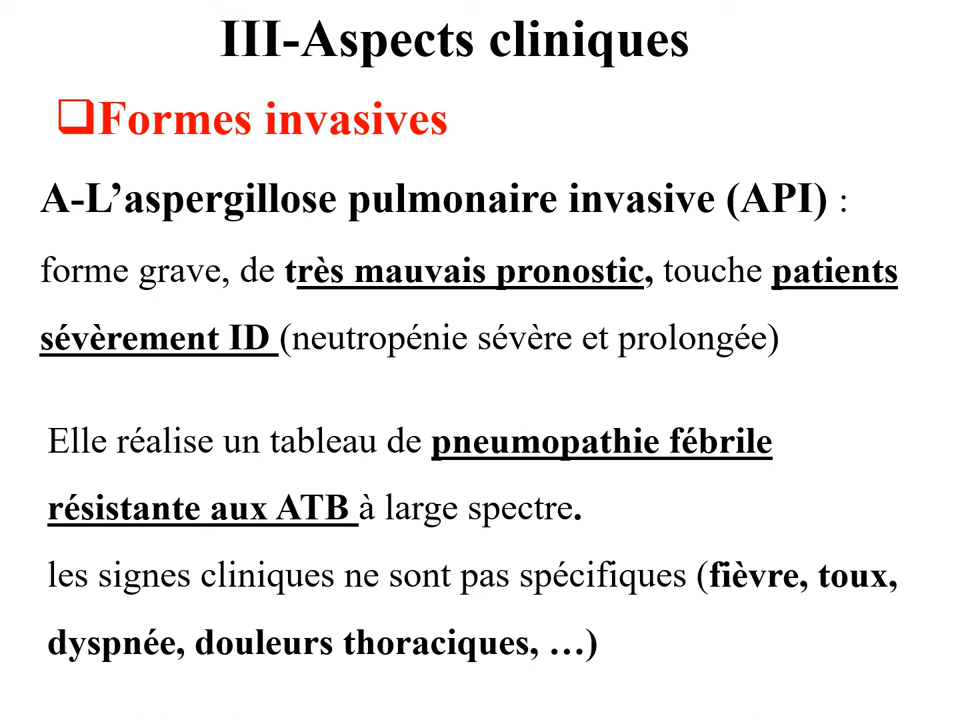 III-Aspects cliniques
❑Formes invasives
A-L’aspergillose pulmonaire invasive (API) :
forme grave, de très mauvais pronostic, touche patients
sévèrement ID (neutropénie sévère et prolongée)
Elle réalise un tableau de pneumopathie fébrile
résistante aux ATB à large spectre.
les signes cliniques ne sont pas spécifiques (fièvre, toux,
dyspnée, douleurs thoraciques, …)